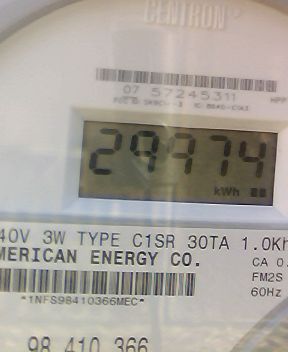 CENTRON
07 57245311
29974
kWh
40V 3W TYPE C1SR 30TA 1.0Kh
MERICAN ENERGY CO.
CA 0.
FM2S
60Hz
*1NFS98410366MEC*
98 410 366